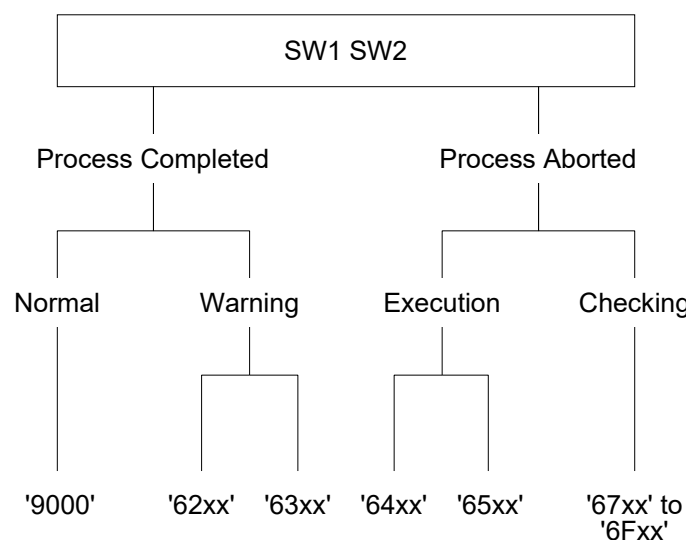 SW1 SW2
Process Completed
Process Aborted
Normal
Warning
Execution
Checking
'9000'
'62xx'
'63xx'
'64xx'
'65xx'
'67xx' to
'6Fxx'